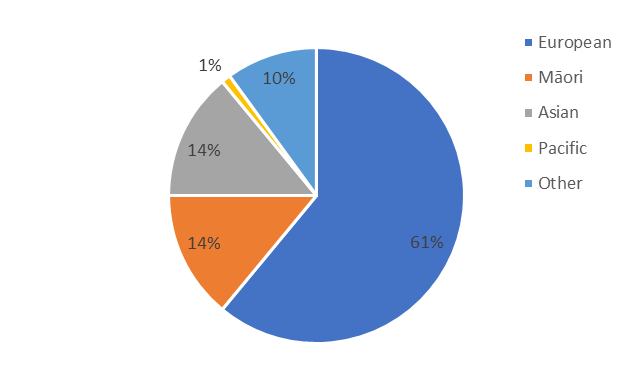 1%
10%
14%
14%
61%
European
Māori
Asian
Pacific
Other